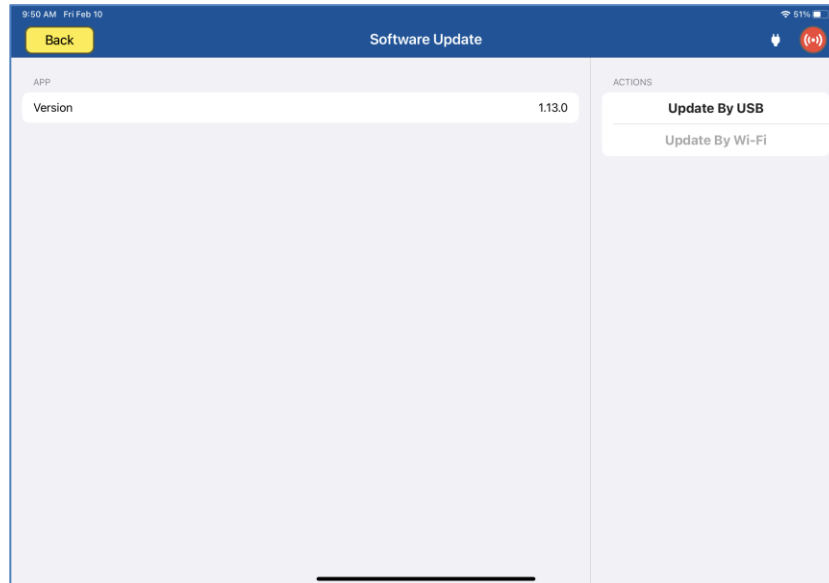 9:50 AM Fri Feb 10
51%
Back
Software Update
APP
Version 1.13.0
ACTIONS
Update By USB
Update By Wi-Fi